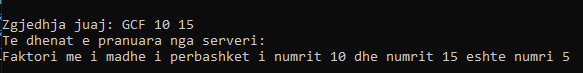 Zgjedhja juaj: GCF 10 15
Te dhenat e pranuara nga serveri:
Faktori me i madhe i perbashket i numrit 10 dhe numrit 15 eshte numri 5